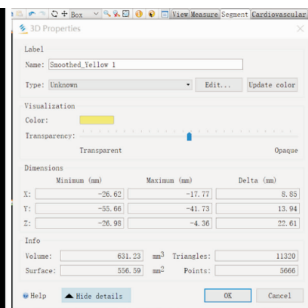 Box View Measure Segment Cardiovascular
3D Properties
Label
Name: Smoothed_Yellow 1
Type: Unknown Edit... Update color
Visualization
Color:
Transparency:
Transparent Opaque
Dimensions
Minimum (mm) Maximum (mm) Delta (mm)
X: -26.62 -17.77 8.85
Y: -55.66 -41.73 13.94
Z: -26.98 -4.36 22.61
Info
Volume: 631.23 mm³ Triangles: 11320
Surface: 556.59 mm² Points: 5666
Help Hide details OK Cancel